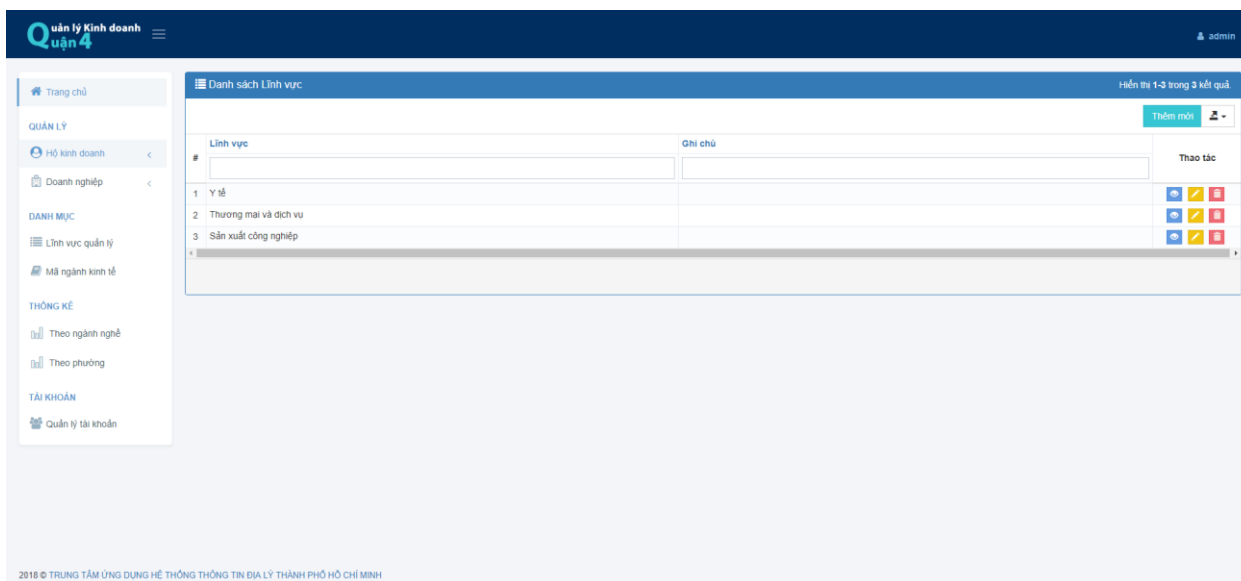 Quản lý Kinh doanh
Quận 4
admin
Trang chủ
QUẢN LÝ
Hộ kinh doanh
Doanh nghiệp
DANH MỤC
Lĩnh vực quản lý
Mã ngành kinh tế
THỐNG KÊ
Theo ngành nghề
Theo phường
TÀI KHOẢN
Quản lý tài khoản
Danh sách Lĩnh vực
Hiển thị 1-3 trong 3 kết quả.
Thêm mới
# Lĩnh vực Ghi chú Thao tác
1 Y tế
2 Thương mại và dịch vụ
3 Sản xuất công nghiệp
2018 © TRUNG TÂM ỨNG DỤNG HỆ THỐNG THÔNG TIN ĐỊA LÝ THÀNH PHỐ HỒ CHÍ MINH